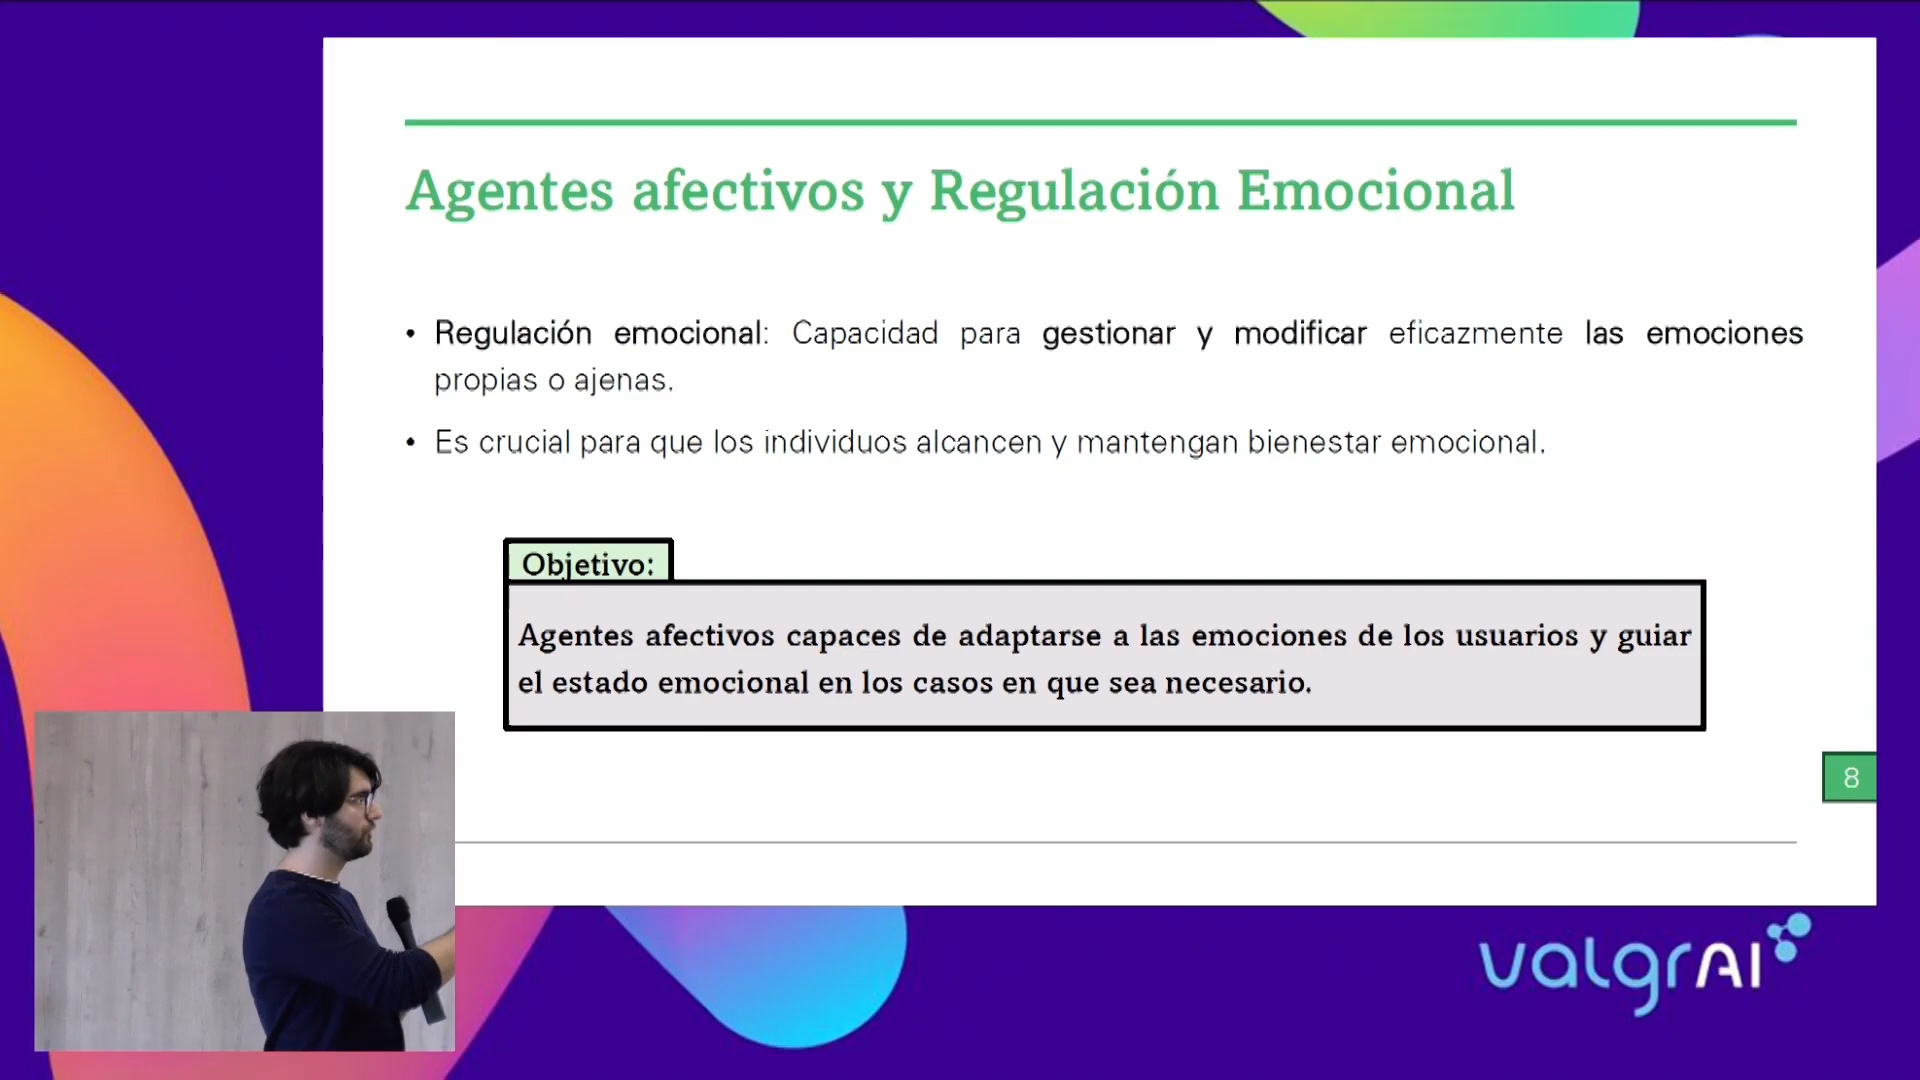 Agentes afectivos y Regulación Emocional
• Regulación emocional: Capacidad para gestionar y modificar eficazmente las emociones
propias o ajenas.
• Es crucial para que los individuos alcancen y mantengan bienestar emocional.
Objetivo:
Agentes afectivos capaces de adaptarse a las emociones de los usuarios y guiar
el estado emocional en los casos en que sea necesario.
8
valgrAI